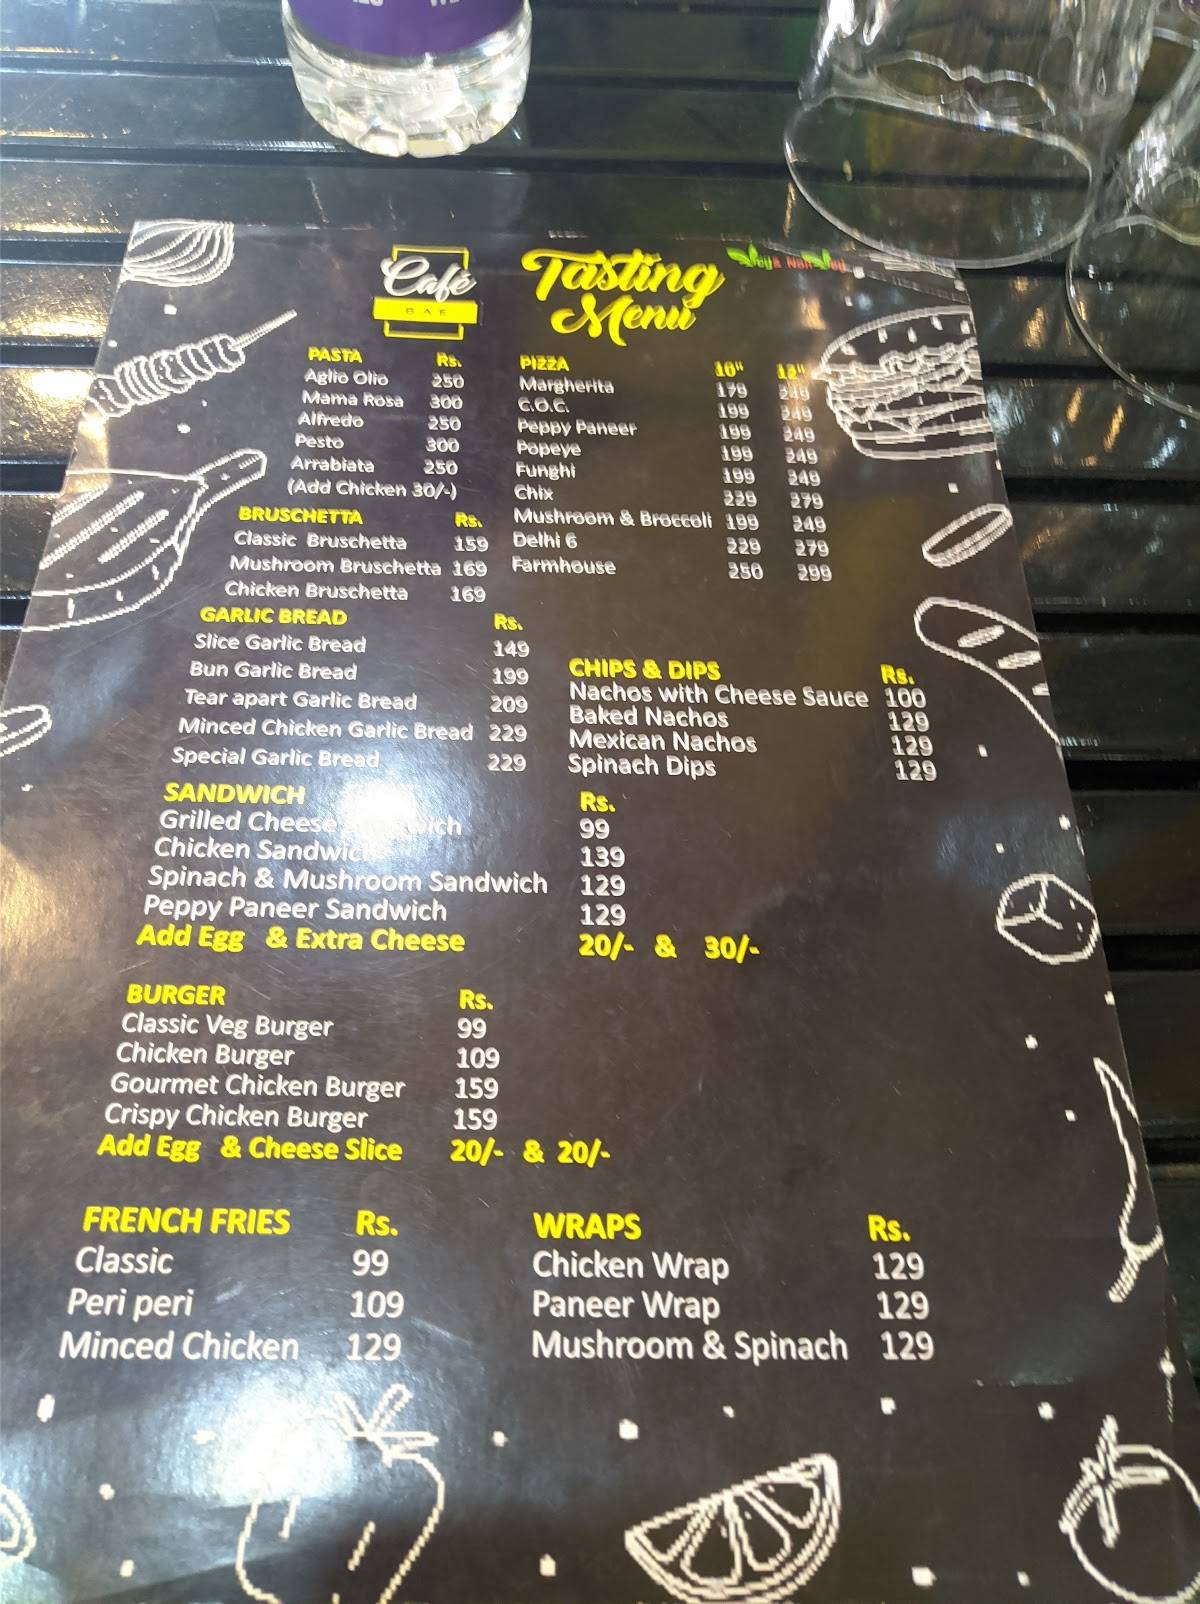 Café
BAE
Tasting
Menu
Veg & Non Veg
PASTA Rs.
Aglio Olio 250
Mama Rosa 300
Alfredo 250
Pesto 300
Arrabiata 250
(Add Chicken 30/-)
PIZZA 10" 12"
Margherita 179 249
C.O.C. 199 249
Peppy Paneer 199 249
Popeye 199 249
Funghi 199 249
Chix 229 279
Mushroom & Broccoli 199 249
Delhi 6 229 279
Farmhouse 250 299
BRUSCHETTA Rs.
Classic Bruschetta 159
Mushroom Bruschetta 169
Chicken Bruschetta 169
GARLIC BREAD Rs.
Slice Garlic Bread 149
Bun Garlic Bread 199
Tear apart Garlic Bread 209
Minced Chicken Garlic Bread 229
Special Garlic Bread 229
CHIPS & DIPS Rs.
Nachos with Cheese Sauce 100
Baked Nachos 129
Mexican Nachos 129
Spinach Dips 129
SANDWICH Rs.
Grilled Cheese Sandwich 99
Chicken Sandwich 139
Spinach & Mushroom Sandwich 129
Peppy Paneer Sandwich 129
Add Egg & Extra Cheese 20/- & 30/-
BURGER Rs.
Classic Veg Burger 99
Chicken Burger 109
Gourmet Chicken Burger 159
Crispy Chicken Burger 159
Add Egg & Cheese Slice 20/- & 20/-
FRENCH FRIES Rs.
Classic 99
Peri peri 109
Minced Chicken 129
WRAPS Rs.
Chicken Wrap 129
Paneer Wrap 129
Mushroom & Spinach 129